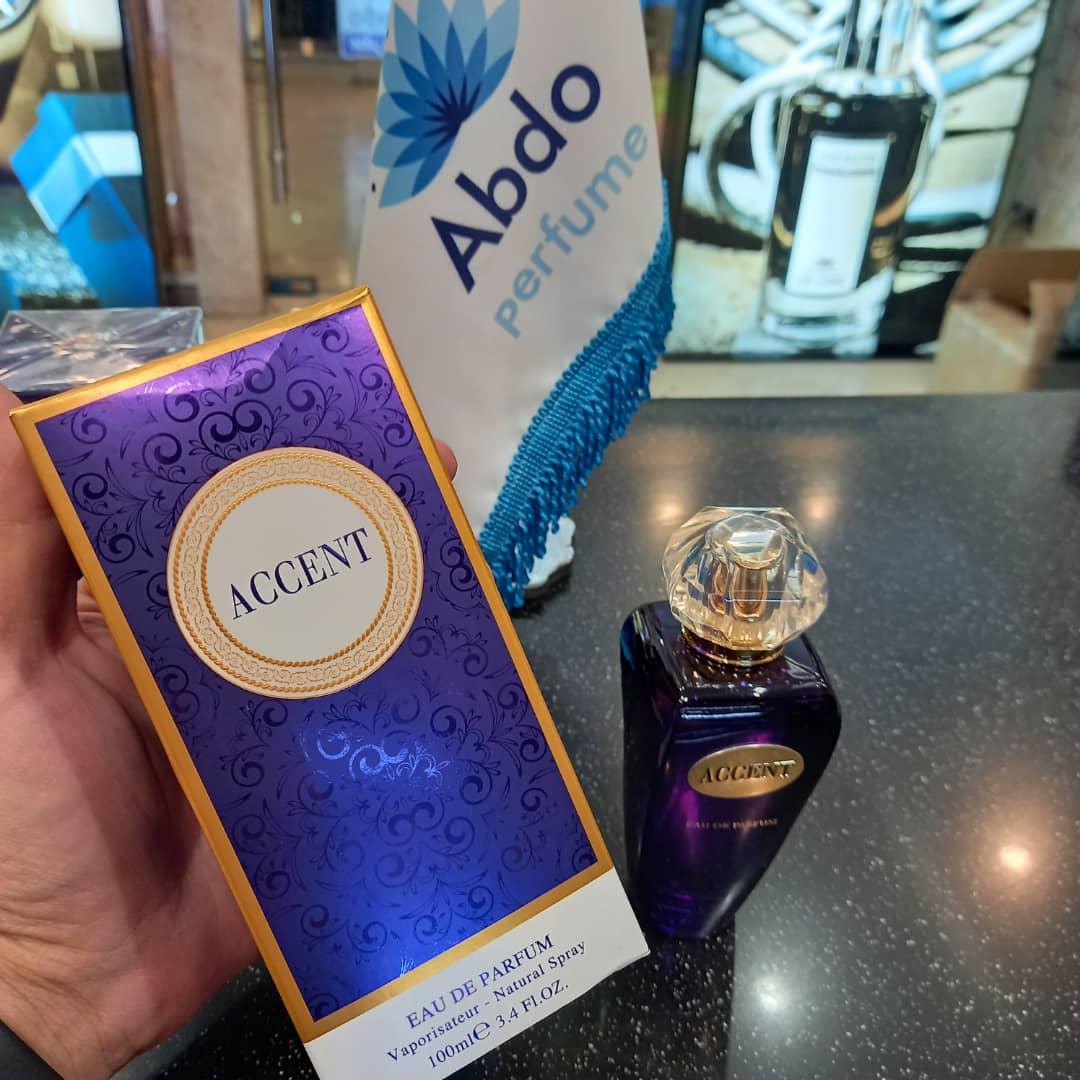 Abdo
perfume
ACCENT
EAU DE PARFUM
Vaporisateur - Natural Spray
100ml℮ 3.4 Fl.OZ.
ACCENT
EAU DE PARFUM